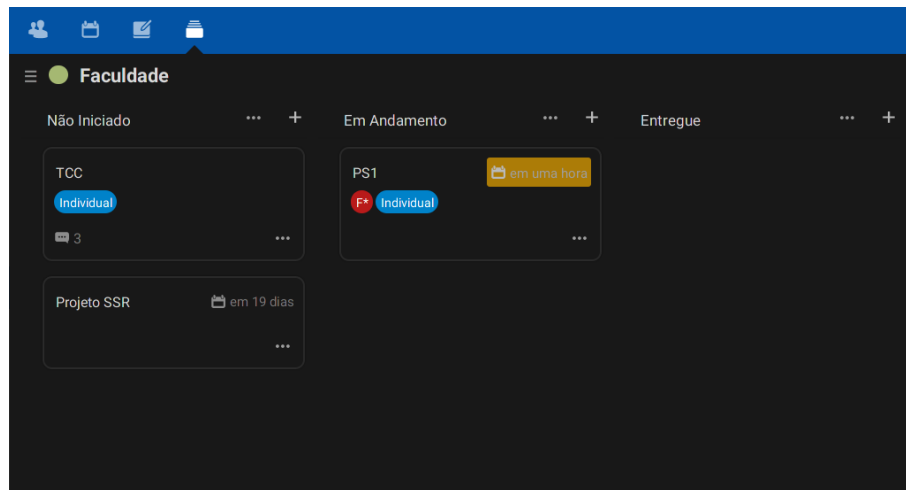 Faculdade
Não Iniciado
Em Andamento
Entregue
TCC
Individual
3
Projeto SSR
em 19 dias
PS1
em uma hora
F*
Individual